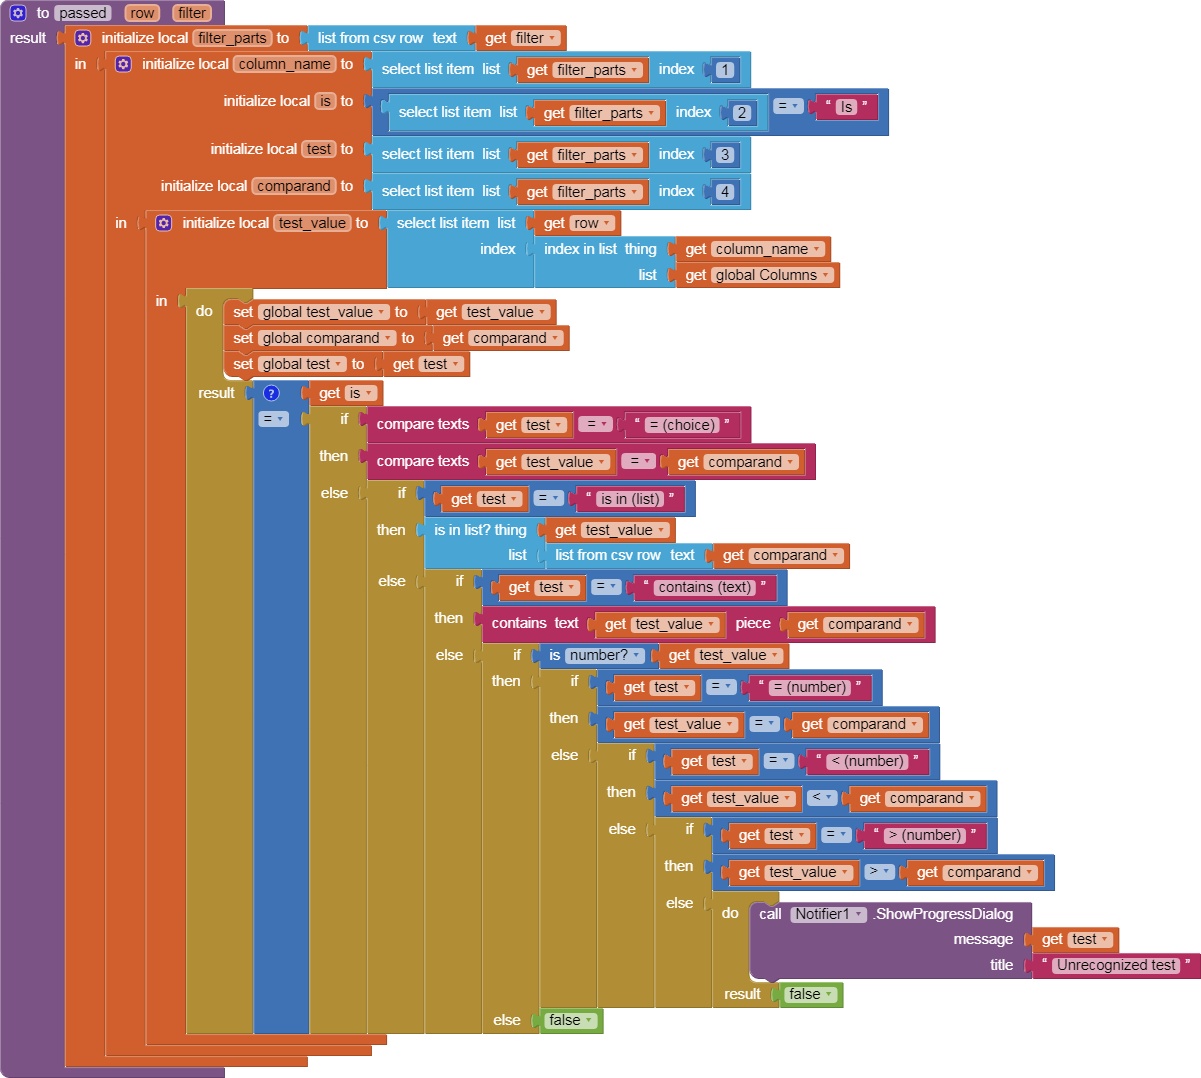 ? to passed row filter
result initialize local filter_parts to list from csv row text get filter
in initialize local column_name to select list item list get filter_parts index 1
initialize local is to select list item list get filter_parts index 2 = “ Is ”
initialize local test to select list item list get filter_parts index 3
initialize local comparand to select list item list get filter_parts index 4
in initialize local test_value to select list item list get row
index index in list thing get column_name
list get global Columns
in do set global test_value to get test_value
set global comparand to get comparand
set global test to get test
result ? get is
= if compare texts get test = “ = (choice) ”
then compare texts get test_value = get comparand
else if get test = “ is in (list) ”
then is in list? thing get test_value
list list from csv row text get comparand
else if get test = “ contains (text) ”
then contains text get test_value piece get comparand
else if is number? get test_value
then if get test = “ = (number) ”
then get test_value = get comparand
else if get test = “ < (number) ”
then get test_value < get comparand
else if get test = “ > (number) ”
then get test_value > get comparand
else do call Notifier1 .ShowProgressDialog
message get test
title “ Unrecognized test ”
result false
else false